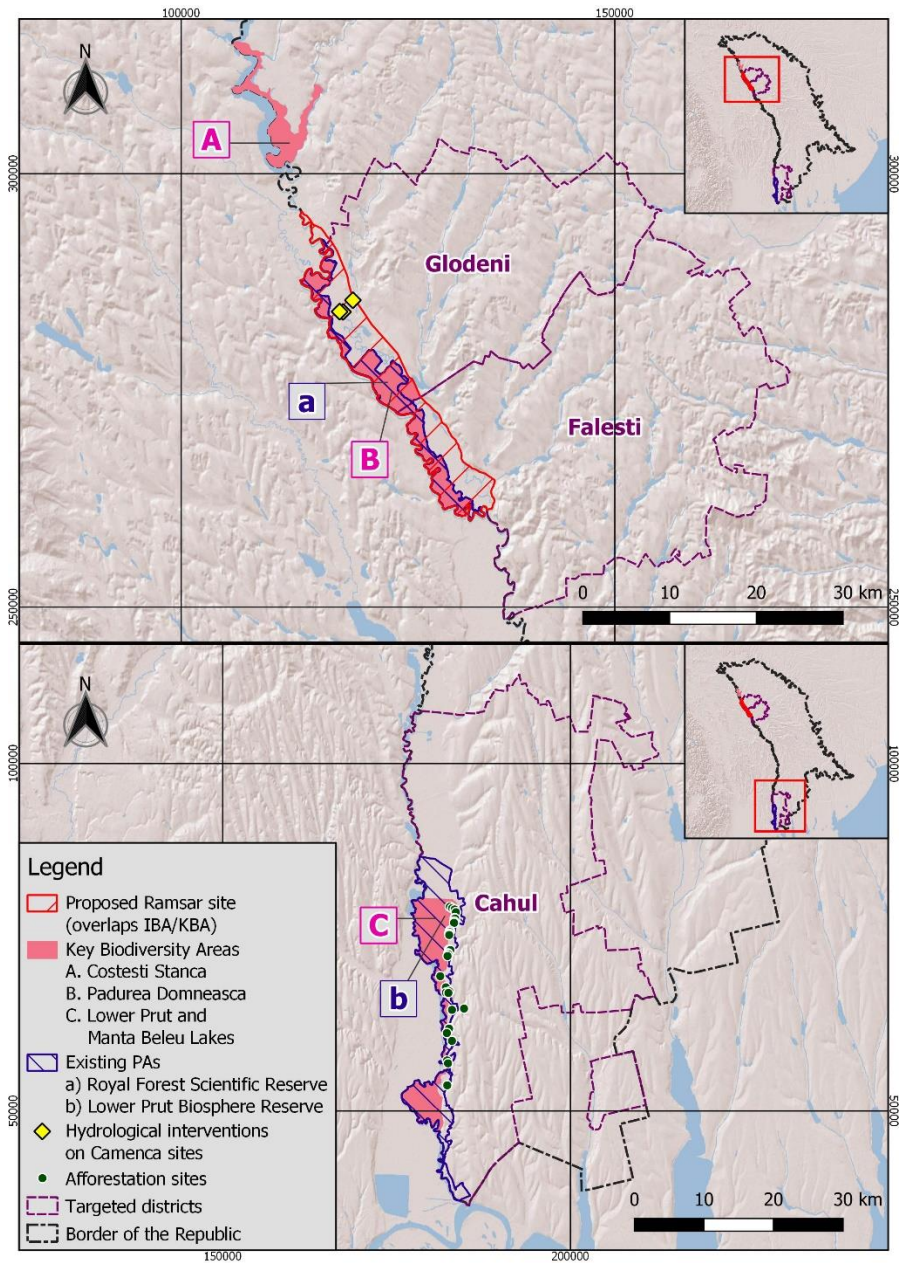 100000
150000
N
A
300000
300000
Glodeni
a
Falesti
B
0
10
20
30 km
250000
250000
N
100000
100000
Legend
Proposed Ramsar site
(overlaps IBA/KBA)
Key Biodiversity Areas
A. Costesti Stanca
B. Padurea Domneasca
C. Lower Prut and
Manta Beleu Lakes
Existing PAs
a) Royal Forest Scientific Reserve
b) Lower Prut Biosphere Reserve
Hydrological interventions
on Camenca sites
Afforestation sites
Targeted districts
Border of the Republic
Cahul
C
b
50000
50000
0
10
20
30 km
150000
200000